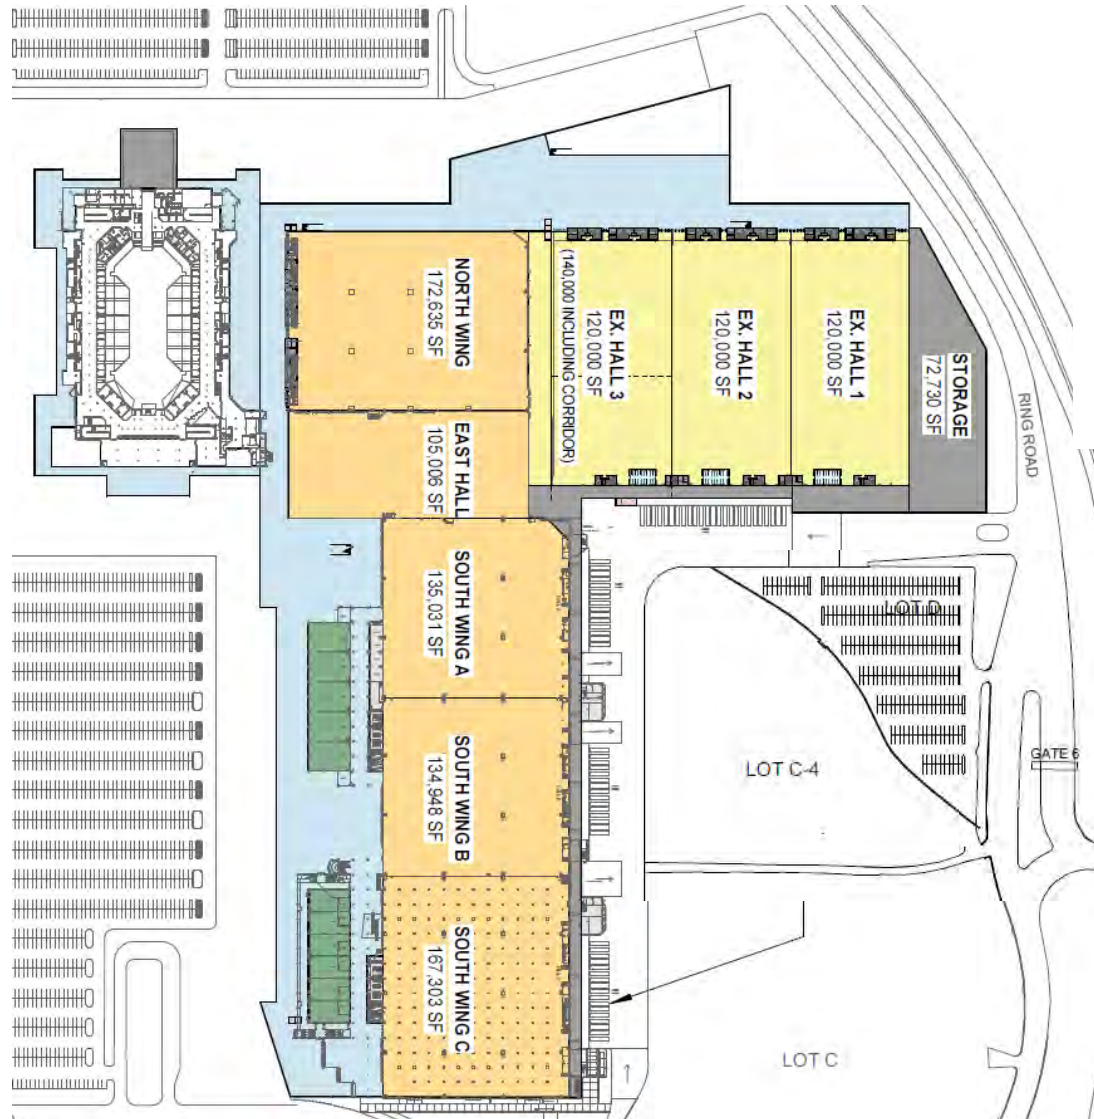 NORTH WING
172,635 SF
EX. HALL 3
120,000 SF
(140,000 INCLUDING CORRIDOR)
EX. HALL 2
120,000 SF
EX. HALL 1
120,000 SF
STORAGE
72,730 SF
RING ROAD
EAST HALL
105,006 SF
SOUTH WING A
135,031 SF
LOT D
SOUTH WING B
134,948 SF
LOT C-4
GATE 6
SOUTH WING C
167,303 SF
LOT C